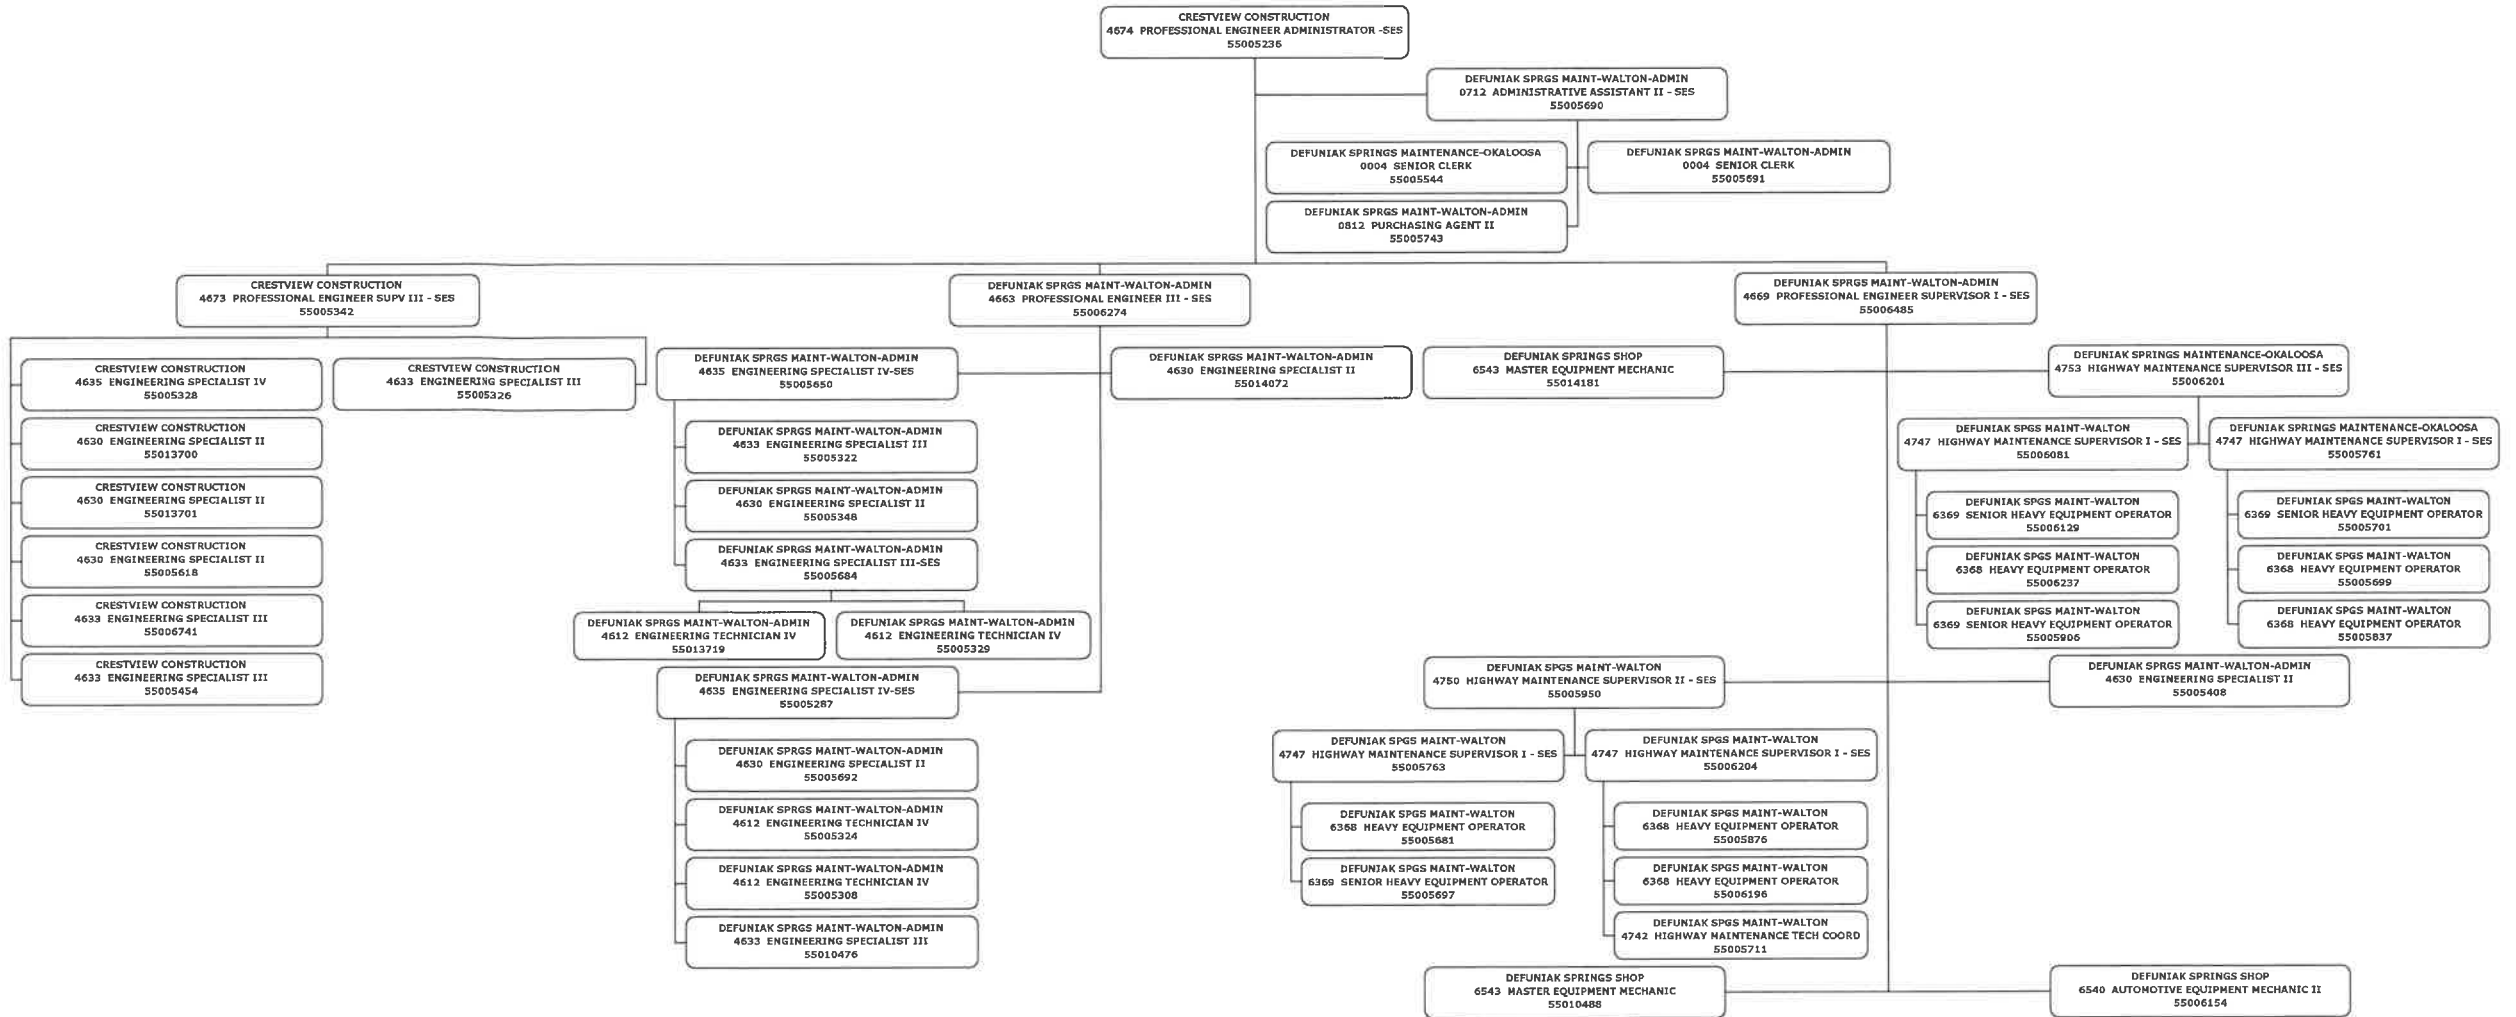 CRESTVIEW CONSTRUCTION
4674 PROFESSIONAL ENGINEER ADMINISTRATOR -SES
55005236
DEFUNIAK SPRGS MAINT-WALTON-ADMIN
0712 ADMINISTRATIVE ASSISTANT II - SES
55005690
DEFUNIAK SPRINGS MAINTENANCE-OKALOOSA
0004 SENIOR CLERK
55005544
DEFUNIAK SPRGS MAINT-WALTON-ADMIN
0004 SENIOR CLERK
55005691
DEFUNIAK SPRGS MAINT-WALTON-ADMIN
0812 PURCHASING AGENT II
55005743
CRESTVIEW CONSTRUCTION
4673 PROFESSIONAL ENGINEER SUPV III - SES
55005342
DEFUNIAK SPRGS MAINT-WALTON-ADMIN
4663 PROFESSIONAL ENGINEER III - SES
55006274
DEFUNIAK SPRGS MAINT-WALTON-ADMIN
4669 PROFESSIONAL ENGINEER SUPERVISOR I - SES
55006485
CRESTVIEW CONSTRUCTION
4635 ENGINEERING SPECIALIST IV
55005328
CRESTVIEW CONSTRUCTION
4633 ENGINEERING SPECIALIST III
55005326
CRESTVIEW CONSTRUCTION
4630 ENGINEERING SPECIALIST II
55013700
CRESTVIEW CONSTRUCTION
4630 ENGINEERING SPECIALIST II
55013701
CRESTVIEW CONSTRUCTION
4630 ENGINEERING SPECIALIST II
55005618
CRESTVIEW CONSTRUCTION
4633 ENGINEERING SPECIALIST III
55006741
CRESTVIEW CONSTRUCTION
4633 ENGINEERING SPECIALIST III
55005454
DEFUNIAK SPRGS MAINT-WALTON-ADMIN
4635 ENGINEERING SPECIALIST IV-SES
55005650
DEFUNIAK SPRGS MAINT-WALTON-ADMIN
4630 ENGINEERING SPECIALIST II
55014072
DEFUNIAK SPRGS MAINT-WALTON-ADMIN
4633 ENGINEERING SPECIALIST III
55005322
DEFUNIAK SPRGS MAINT-WALTON-ADMIN
4630 ENGINEERING SPECIALIST II
55005348
DEFUNIAK SPRGS MAINT-WALTON-ADMIN
4633 ENGINEERING SPECIALIST III-SES
55005684
DEFUNIAK SPRGS MAINT-WALTON-ADMIN
4612 ENGINEERING TECHNICIAN IV
55013719
DEFUNIAK SPRGS MAINT-WALTON-ADMIN
4612 ENGINEERING TECHNICIAN IV
55005329
DEFUNIAK SPRGS MAINT-WALTON-ADMIN
4635 ENGINEERING SPECIALIST IV-SES
55005287
DEFUNIAK SPRGS MAINT-WALTON-ADMIN
4630 ENGINEERING SPECIALIST II
55005692
DEFUNIAK SPRGS MAINT-WALTON-ADMIN
4612 ENGINEERING TECHNICIAN IV
55005324
DEFUNIAK SPRGS MAINT-WALTON-ADMIN
4612 ENGINEERING TECHNICIAN IV
55005308
DEFUNIAK SPRGS MAINT-WALTON-ADMIN
4633 ENGINEERING SPECIALIST III
55010476
DEFUNIAK SPRINGS SHOP
6543 MASTER EQUIPMENT MECHANIC
55014181
DEFUNIAK SPRINGS MAINTENANCE-OKALOOSA
4753 HIGHWAY MAINTENANCE SUPERVISOR III - SES
55006201
DEFUNIAK SPGS MAINT-WALTON
4747 HIGHWAY MAINTENANCE SUPERVISOR I - SES
55006081
DEFUNIAK SPRINGS MAINTENANCE-OKALOOSA
4747 HIGHWAY MAINTENANCE SUPERVISOR I - SES
55005761
DEFUNIAK SPGS MAINT-WALTON
6369 SENIOR HEAVY EQUIPMENT OPERATOR
55006129
DEFUNIAK SPGS MAINT-WALTON
6368 HEAVY EQUIPMENT OPERATOR
55006237
DEFUNIAK SPGS MAINT-WALTON
6369 SENIOR HEAVY EQUIPMENT OPERATOR
55005906
DEFUNIAK SPGS MAINT-WALTON
6369 SENIOR HEAVY EQUIPMENT OPERATOR
55005701
DEFUNIAK SPGS MAINT-WALTON
6368 HEAVY EQUIPMENT OPERATOR
55005699
DEFUNIAK SPGS MAINT-WALTON
6368 HEAVY EQUIPMENT OPERATOR
55005837
DEFUNIAK SPGS MAINT-WALTON
4750 HIGHWAY MAINTENANCE SUPERVISOR II - SES
55005950
DEFUNIAK SPRGS MAINT-WALTON-ADMIN
4630 ENGINEERING SPECIALIST II
55005408
DEFUNIAK SPGS MAINT-WALTON
4747 HIGHWAY MAINTENANCE SUPERVISOR I - SES
55005763
DEFUNIAK SPGS MAINT-WALTON
4747 HIGHWAY MAINTENANCE SUPERVISOR I - SES
55006204
DEFUNIAK SPGS MAINT-WALTON
6368 HEAVY EQUIPMENT OPERATOR
55005681
DEFUNIAK SPGS MAINT-WALTON
6369 SENIOR HEAVY EQUIPMENT OPERATOR
55005697
DEFUNIAK SPGS MAINT-WALTON
6368 HEAVY EQUIPMENT OPERATOR
55005876
DEFUNIAK SPGS MAINT-WALTON
6368 HEAVY EQUIPMENT OPERATOR
55006196
DEFUNIAK SPGS MAINT-WALTON
4742 HIGHWAY MAINTENANCE TECH COORD
55005711
DEFUNIAK SPRINGS SHOP
6543 MASTER EQUIPMENT MECHANIC
55010488
DEFUNIAK SPRINGS SHOP
6540 AUTOMOTIVE EQUIPMENT MECHANIC II
55006154